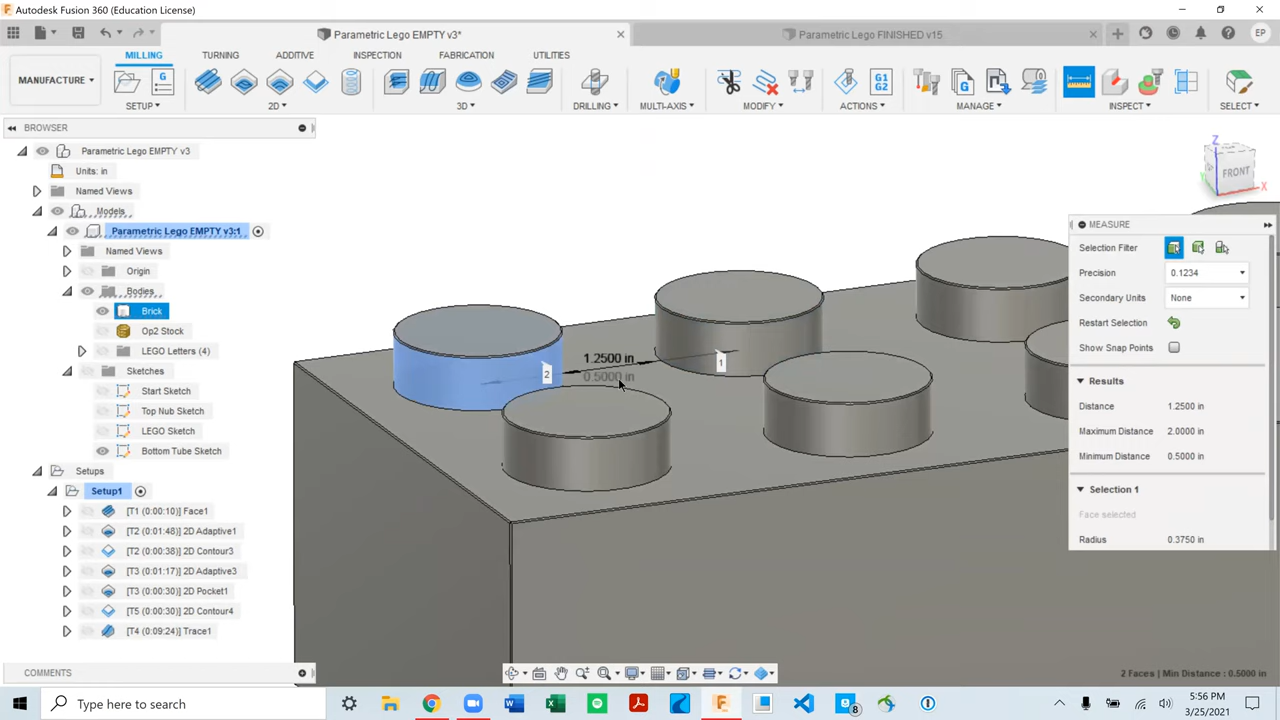 Autodesk Fusion 360 (Education License)
Parametric Lego EMPTY v3*
Parametric Lego FINISHED v15
EP
MANUFACTURE
MILLING
TURNING
ADDITIVE
INSPECTION
FABRICATION
UTILITIES
G
G1
G2
SETUP
2D
3D
DRILLING
MULTI-AXIS
MODIFY
ACTIONS
MANAGE
INSPECT
SELECT
BROWSER
Parametric Lego EMPTY v3
Units: in
Named Views
Models
Parametric Lego EMPTY v3:1
Named Views
Origin
Bodies
Brick
Op2 Stock
LEGO Letters (4)
Sketches
Start Sketch
Top Nub Sketch
LEGO Sketch
Bottom Tube Sketch
Setups
Setup1
[T1 (0:00:10)] Face1
[T2 (0:01:48)] 2D Adaptive1
[T2 (0:00:38)] 2D Contour3
[T3 (0:01:17)] 2D Adaptive3
[T3 (0:00:30)] 2D Pocket1
[T5 (0:00:30)] 2D Contour4
[T4 (0:09:24)] Trace1
COMMENTS
1.2500 in
0.5000 in
1
2
Z
FRONT
X
MEASURE
Selection Filter
Precision 0.1234
Secondary Units None
Restart Selection
Show Snap Points
Results
Distance 1.2500 in
Maximum Distance 2.0000 in
Minimum Distance 0.5000 in
Selection 1
Face selected
Radius 0.3750 in
2 Faces | Min Distance : 0.5000 in
Type here to search
8
5:56 PM
3/25/2021